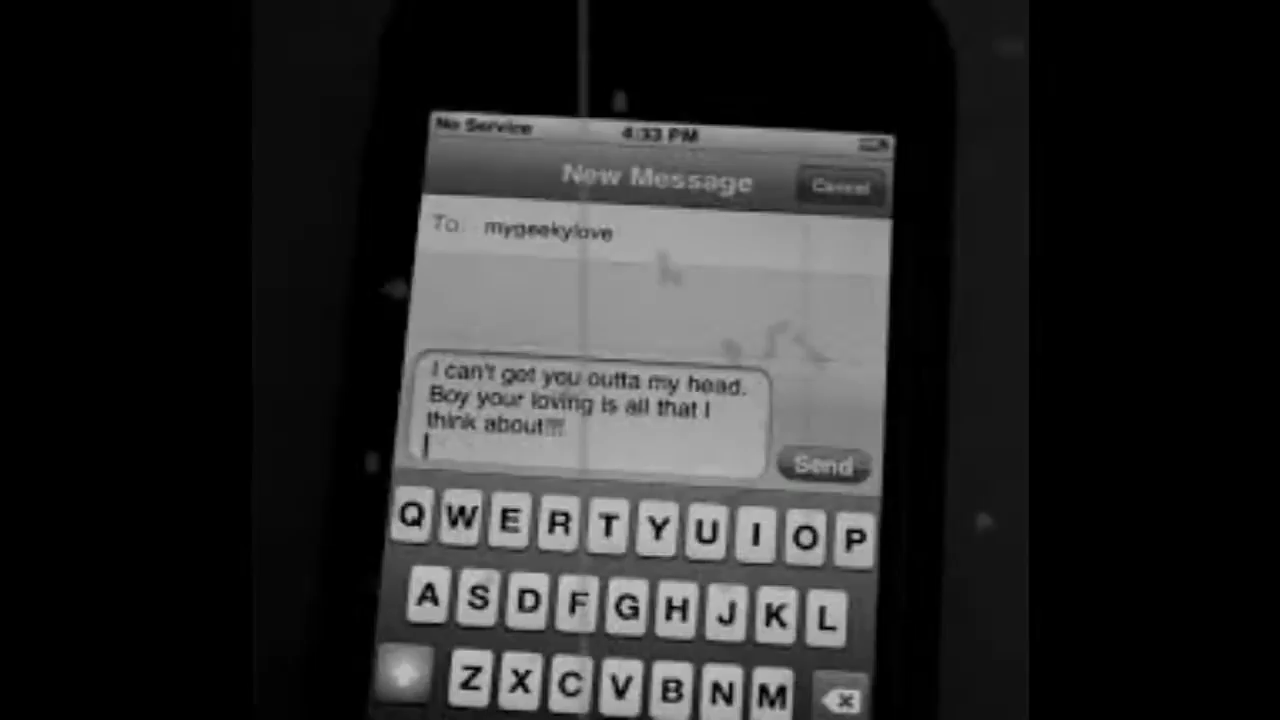 No Service 4:33 PM
New Message Cancel
To: mygeekylove
I can't get you outta my head.
Boy your loving is all that I
think about!!!!
Send
Q W E R T Y U I O P
A S D F G H J K L
Z X C V B N M